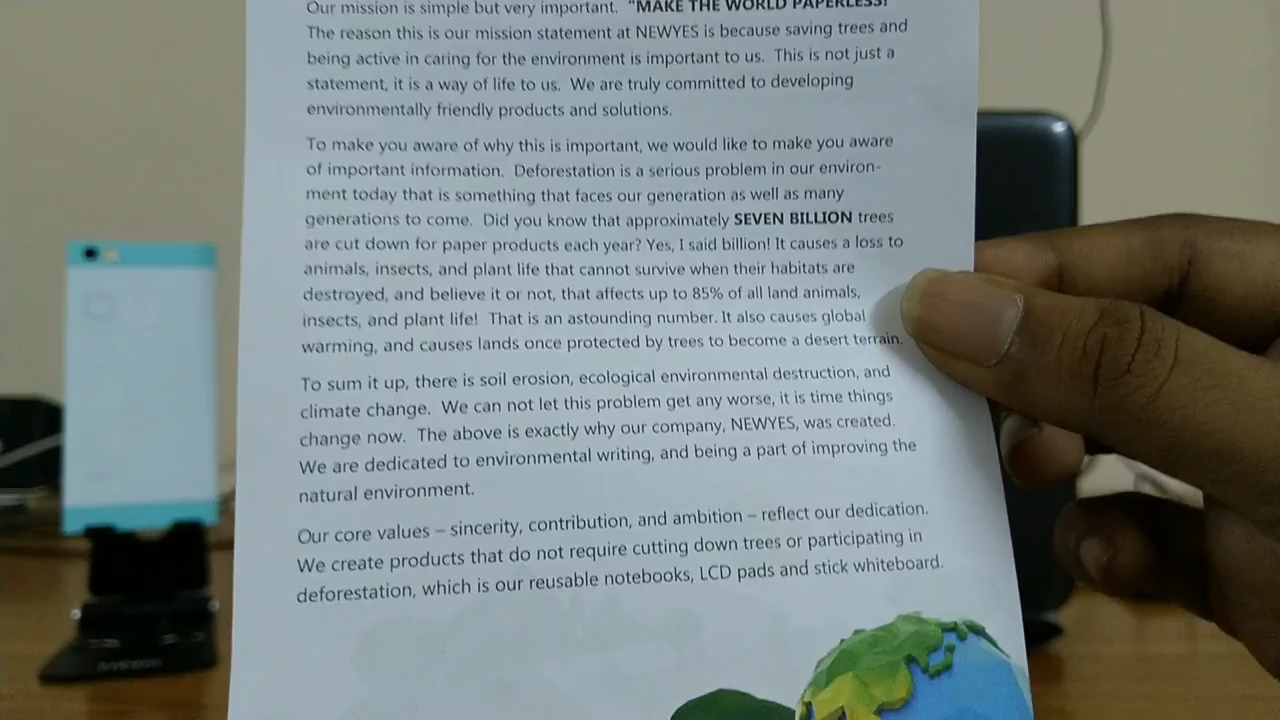 Our mission is simple but very important. "MAKE THE WORLD PAPERLESS!
The reason this is our mission statement at NEWYES is because saving trees and
being active in caring for the environment is important to us. This is not just a
statement, it is a way of life to us. We are truly committed to developing
environmentally friendly products and solutions.
To make you aware of why this is important, we would like to make you aware
of important information. Deforestation is a serious problem in our environ-
ment today that is something that faces our generation as well as many
generations to come. Did you know that approximately SEVEN BILLION trees
are cut down for paper products each year? Yes, I said billion! It causes a loss to
animals, insects, and plant life that cannot survive when their habitats are
destroyed, and believe it or not, that affects up to 85% of all land animals,
insects, and plant life! That is an astounding number. It also causes global
warming, and causes lands once protected by trees to become a desert terrain.
To sum it up, there is soil erosion, ecological environmental destruction, and
climate change. We can not let this problem get any worse, it is time things
change now. The above is exactly why our company, NEWYES, was created.
We are dedicated to environmental writing, and being a part of improving the
natural environment.
Our core values – sincerity, contribution, and ambition – reflect our dedication.
We create products that do not require cutting down trees or participating in
deforestation, which is our reusable notebooks, LCD pads and stick whiteboard.